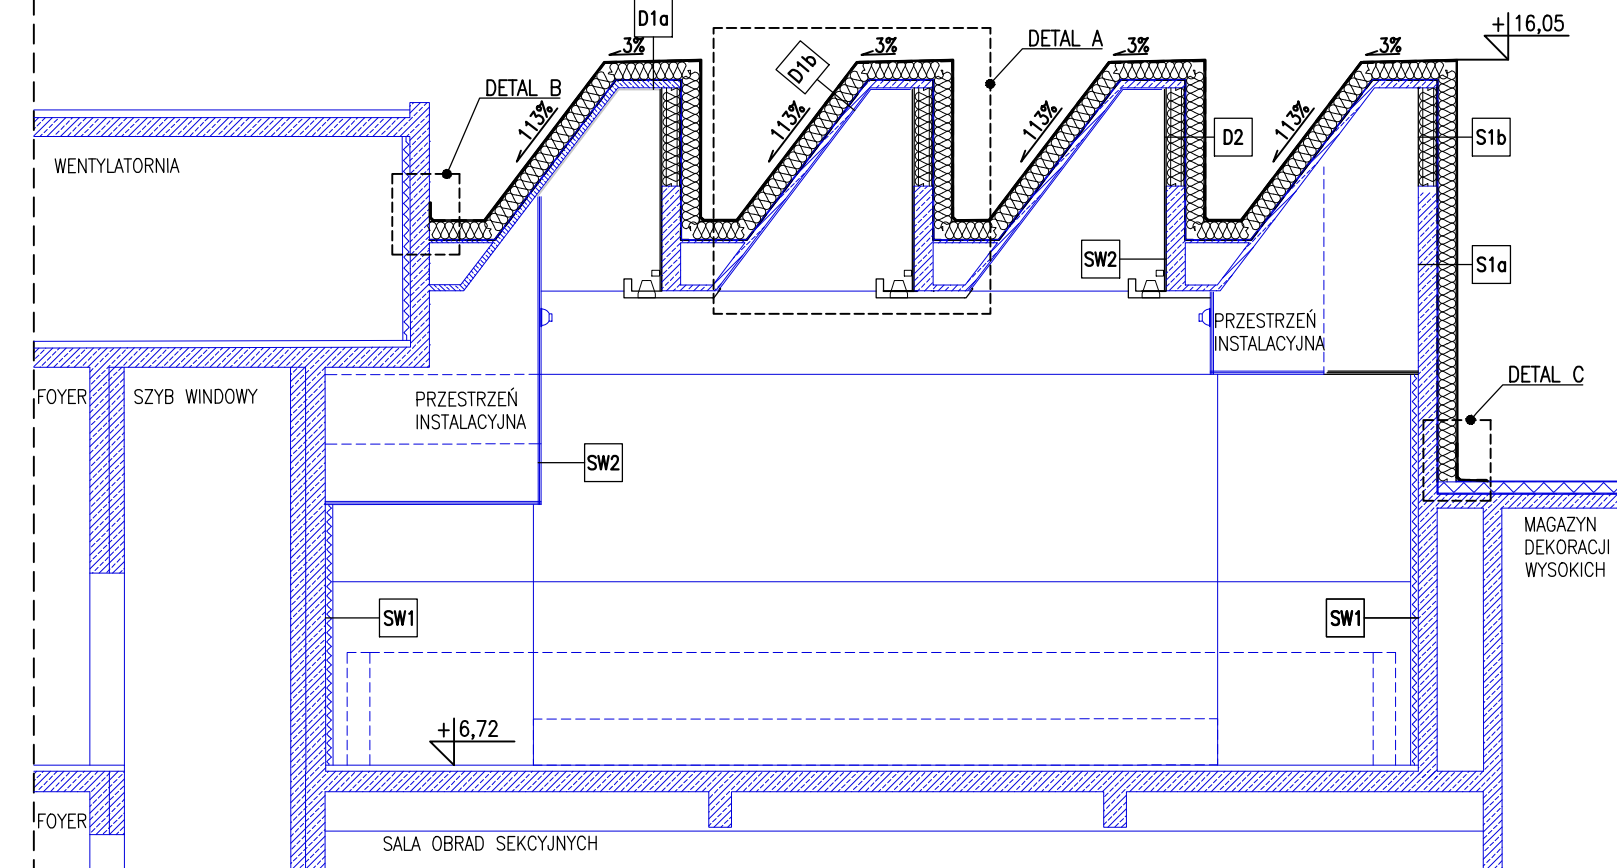 D1a
DETAL A
+16,05
3%
3%
3%
3%
D1b
DETAL B
113%
113%
113%
113%
D2
S1b
WENTYLATORNIA
SW2
S1a
PRZESTRZEŃ
INSTALACYJNA
DETAL C
FOYER
SZYB WINDOWY
PRZESTRZEŃ
INSTALACYJNA
SW2
MAGAZYN
DEKORACJI
WYSOKICH
SW1
SW1
+6,72
FOYER
SALA OBRAD SEKCYJNYCH